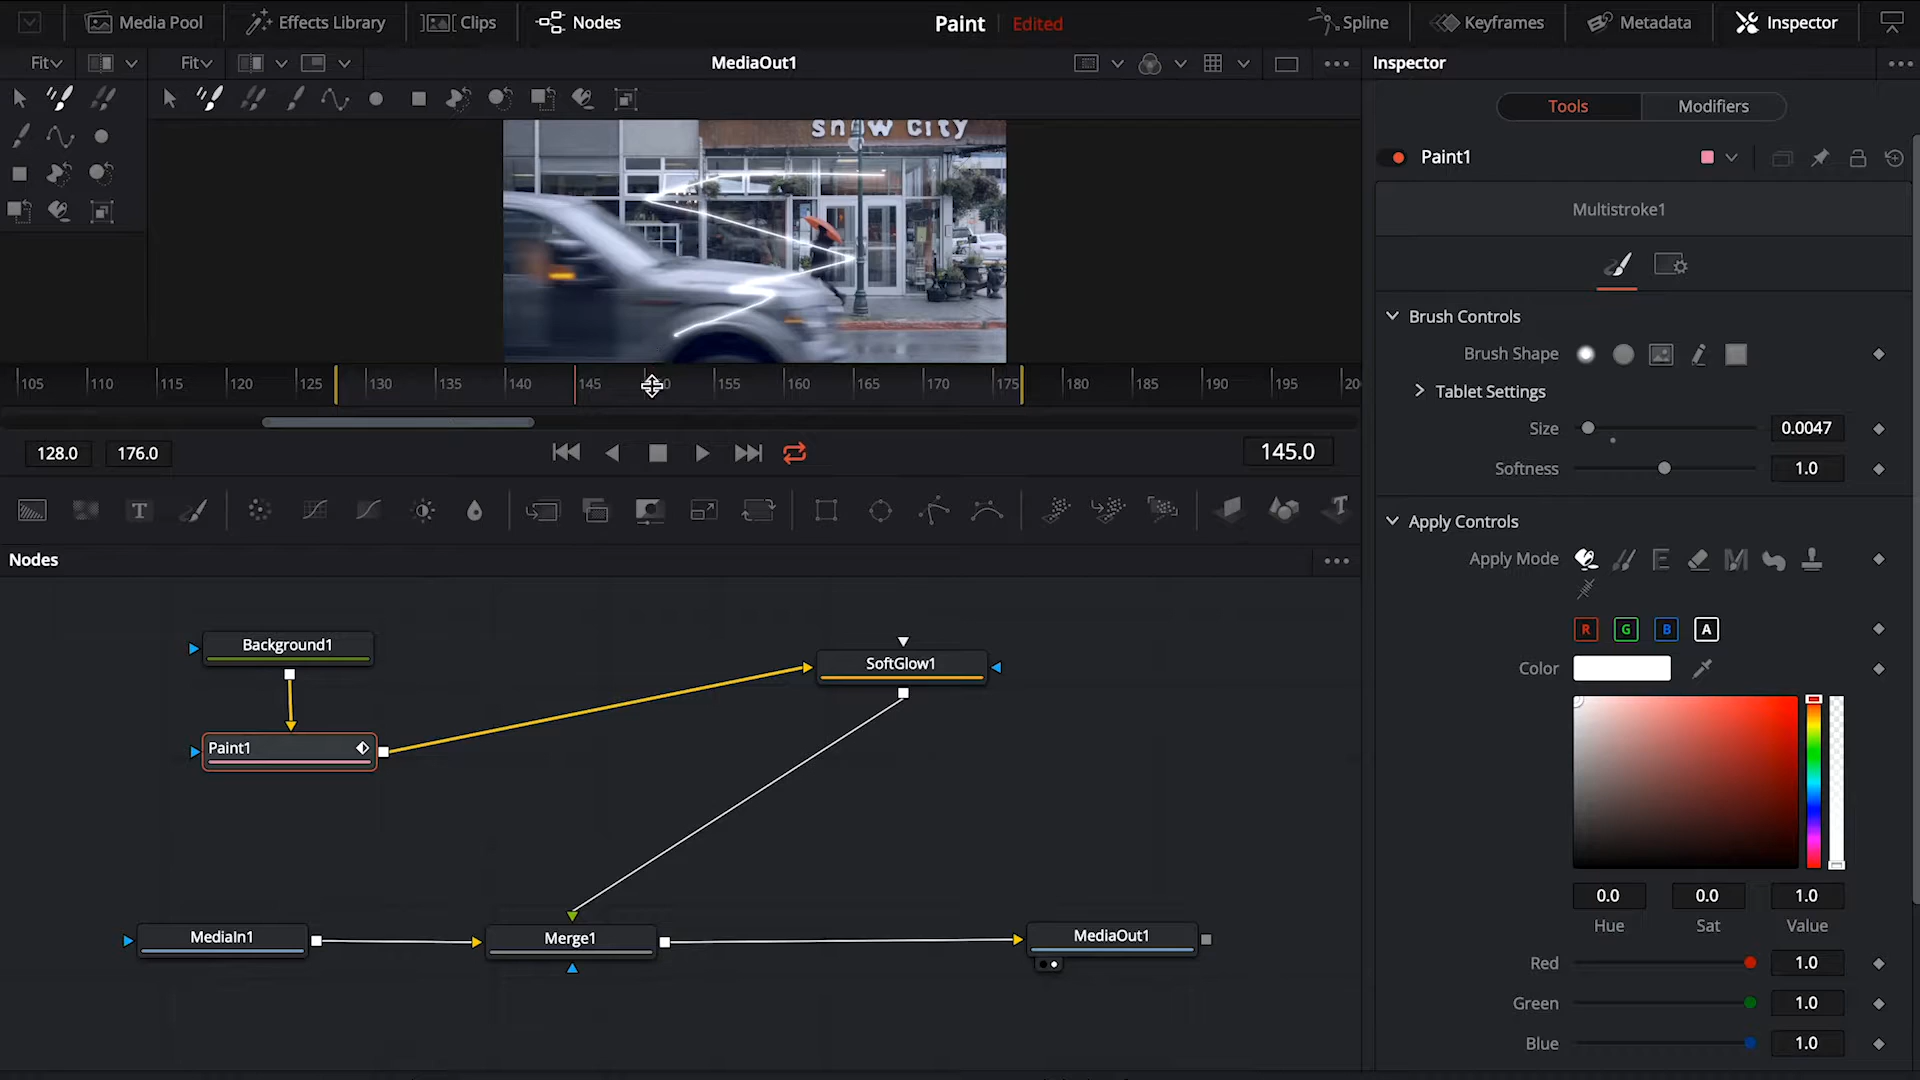 Media Pool Effects Library Clips Nodes Paint Edited Spline Keyframes Metadata Inspector
Fit Fit MediaOut1 Inspector
Tools Modifiers
snow city
Paint1
Multistroke1
Brush Controls
Brush Shape
Tablet Settings
105 110 115 120 125 130 135 140 145 155 160 165 170 175 180 185 190 195
Size 0.0047
128.0 176.0 145.0
Softness 1.0
T T
Apply Controls
Nodes
Apply Mode E M
R G B A
Background1
SoftGlow1
Color
Paint1
0.0 0.0 1.0
Hue Sat Value
MediaIn1 Merge1 MediaOut1
Red 1.0
Green 1.0
Blue 1.0